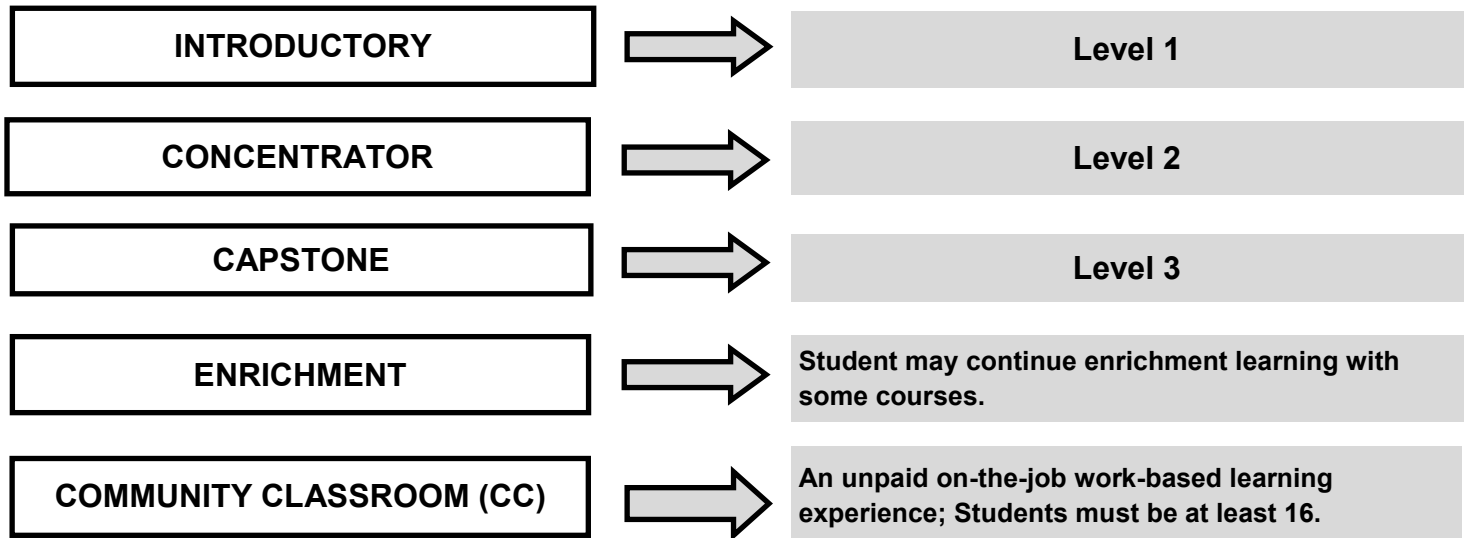 INTRODUCTORY
Level 1
CONCENTRATOR
Level 2
CAPSTONE
Level 3
ENRICHMENT
Student may continue enrichment learning with
some courses.
COMMUNITY CLASSROOM (CC)
An unpaid on-the-job work-based learning
experience; Students must be at least 16.